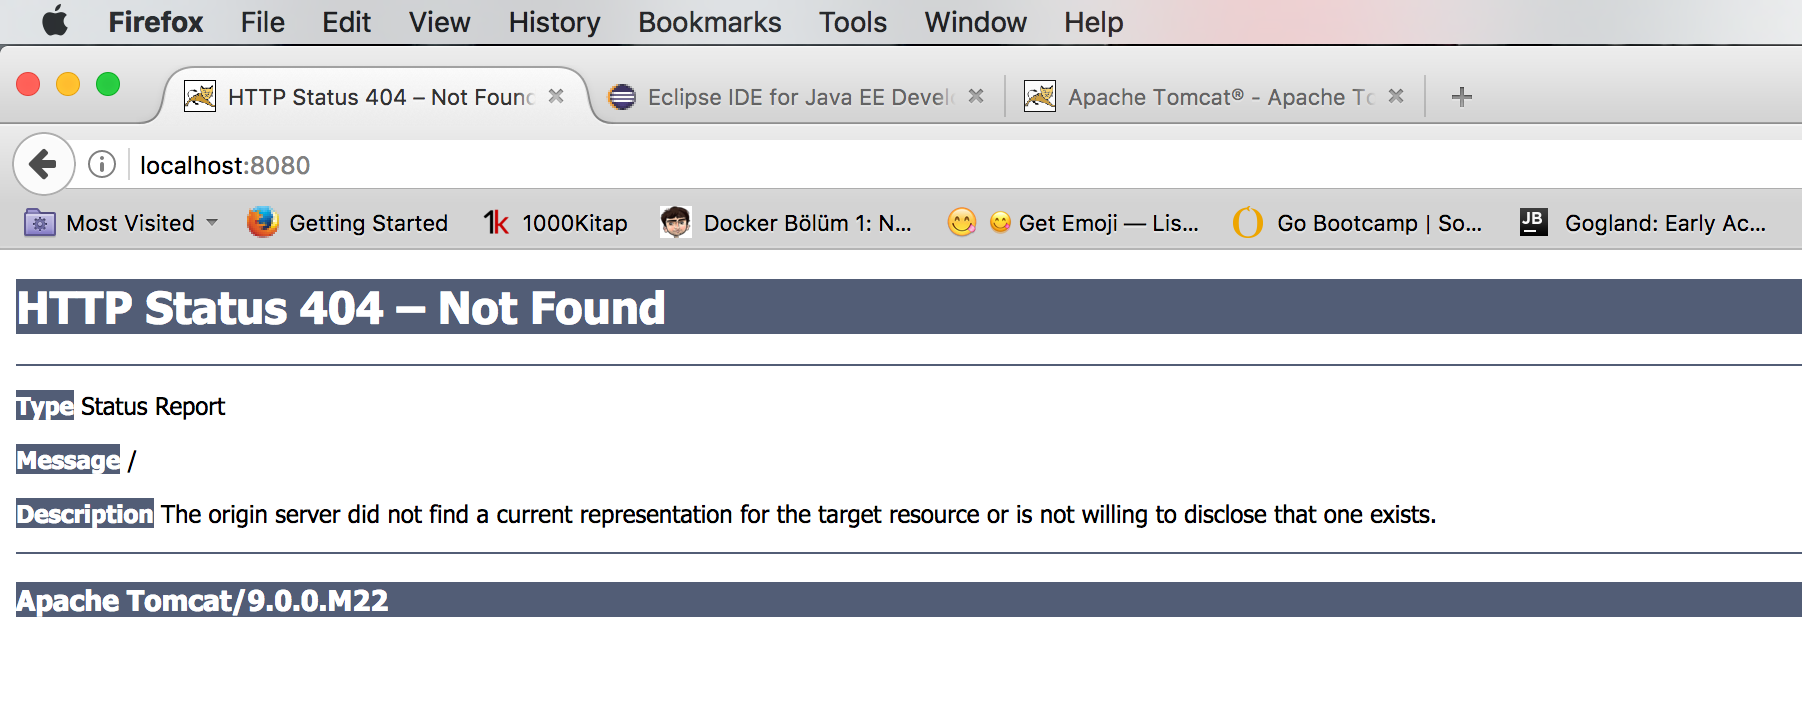 Firefox File Edit View History Bookmarks Tools Window Help
HTTP Status 404 – Not Found Eclipse IDE for Java EE Devel Apache Tomcat® - Apache To
localhost:8080
Most Visited Getting Started 1k 1000Kitap Docker Bölüm 1: N... Get Emoji — Lis... Go Bootcamp | So... JB Gogland: Early Ac...
HTTP Status 404 – Not Found
Type Status Report
Message /
Description The origin server did not find a current representation for the target resource or is not willing to disclose that one exists.
Apache Tomcat/9.0.0.M22